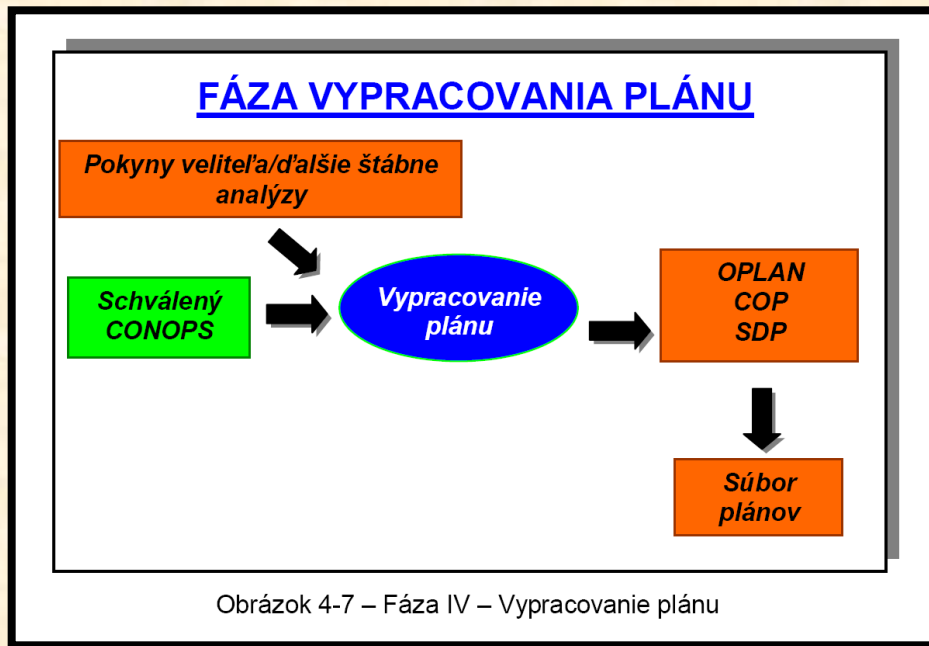 FÁZA VYPRACOVANIA PLÁNU
Pokyny veliteľa/ďalšie štábne
analýzy
Schválený
CONOPS
Vypracovanie
plánu
OPLAN
COP
SDP
Súbor
plánov
Obrázok 4-7 – Fáza IV – Vypracovanie plánu